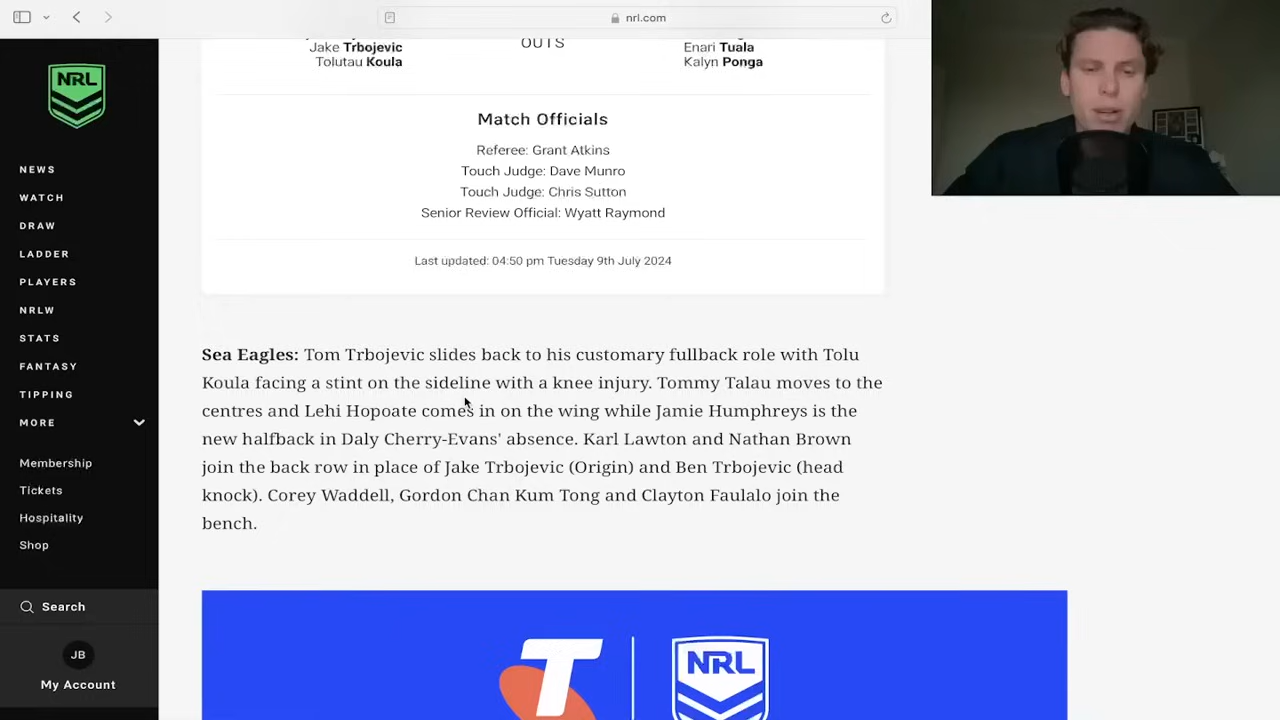 nrl.com
OUTS
Jake Trbojevic
Tolutau Koula
Enari Tuala
Kalyn Ponga
Match Officials
Referee: Grant Atkins
Touch Judge: Dave Munro
Touch Judge: Chris Sutton
Senior Review Official: Wyatt Raymond
Last updated: 04:50 pm Tuesday 9th July 2024
NRL
NEWS
WATCH
DRAW
LADDER
PLAYERS
NRLW
STATS
FANTASY
TIPPING
MORE
Membership
Tickets
Hospitality
Shop
Search
JB
My Account
Sea Eagles: Tom Trbojevic slides back to his customary fullback role with Tolu
Koula facing a stint on the sideline with a knee injury. Tommy Talau moves to the
centres and Lehi Hopoate comes in on the wing while Jamie Humphreys is the
new halfback in Daly Cherry-Evans' absence. Karl Lawton and Nathan Brown
join the back row in place of Jake Trbojevic (Origin) and Ben Trbojevic (head
knock). Corey Waddell, Gordon Chan Kum Tong and Clayton Faulalo join the
bench.
T
NRL